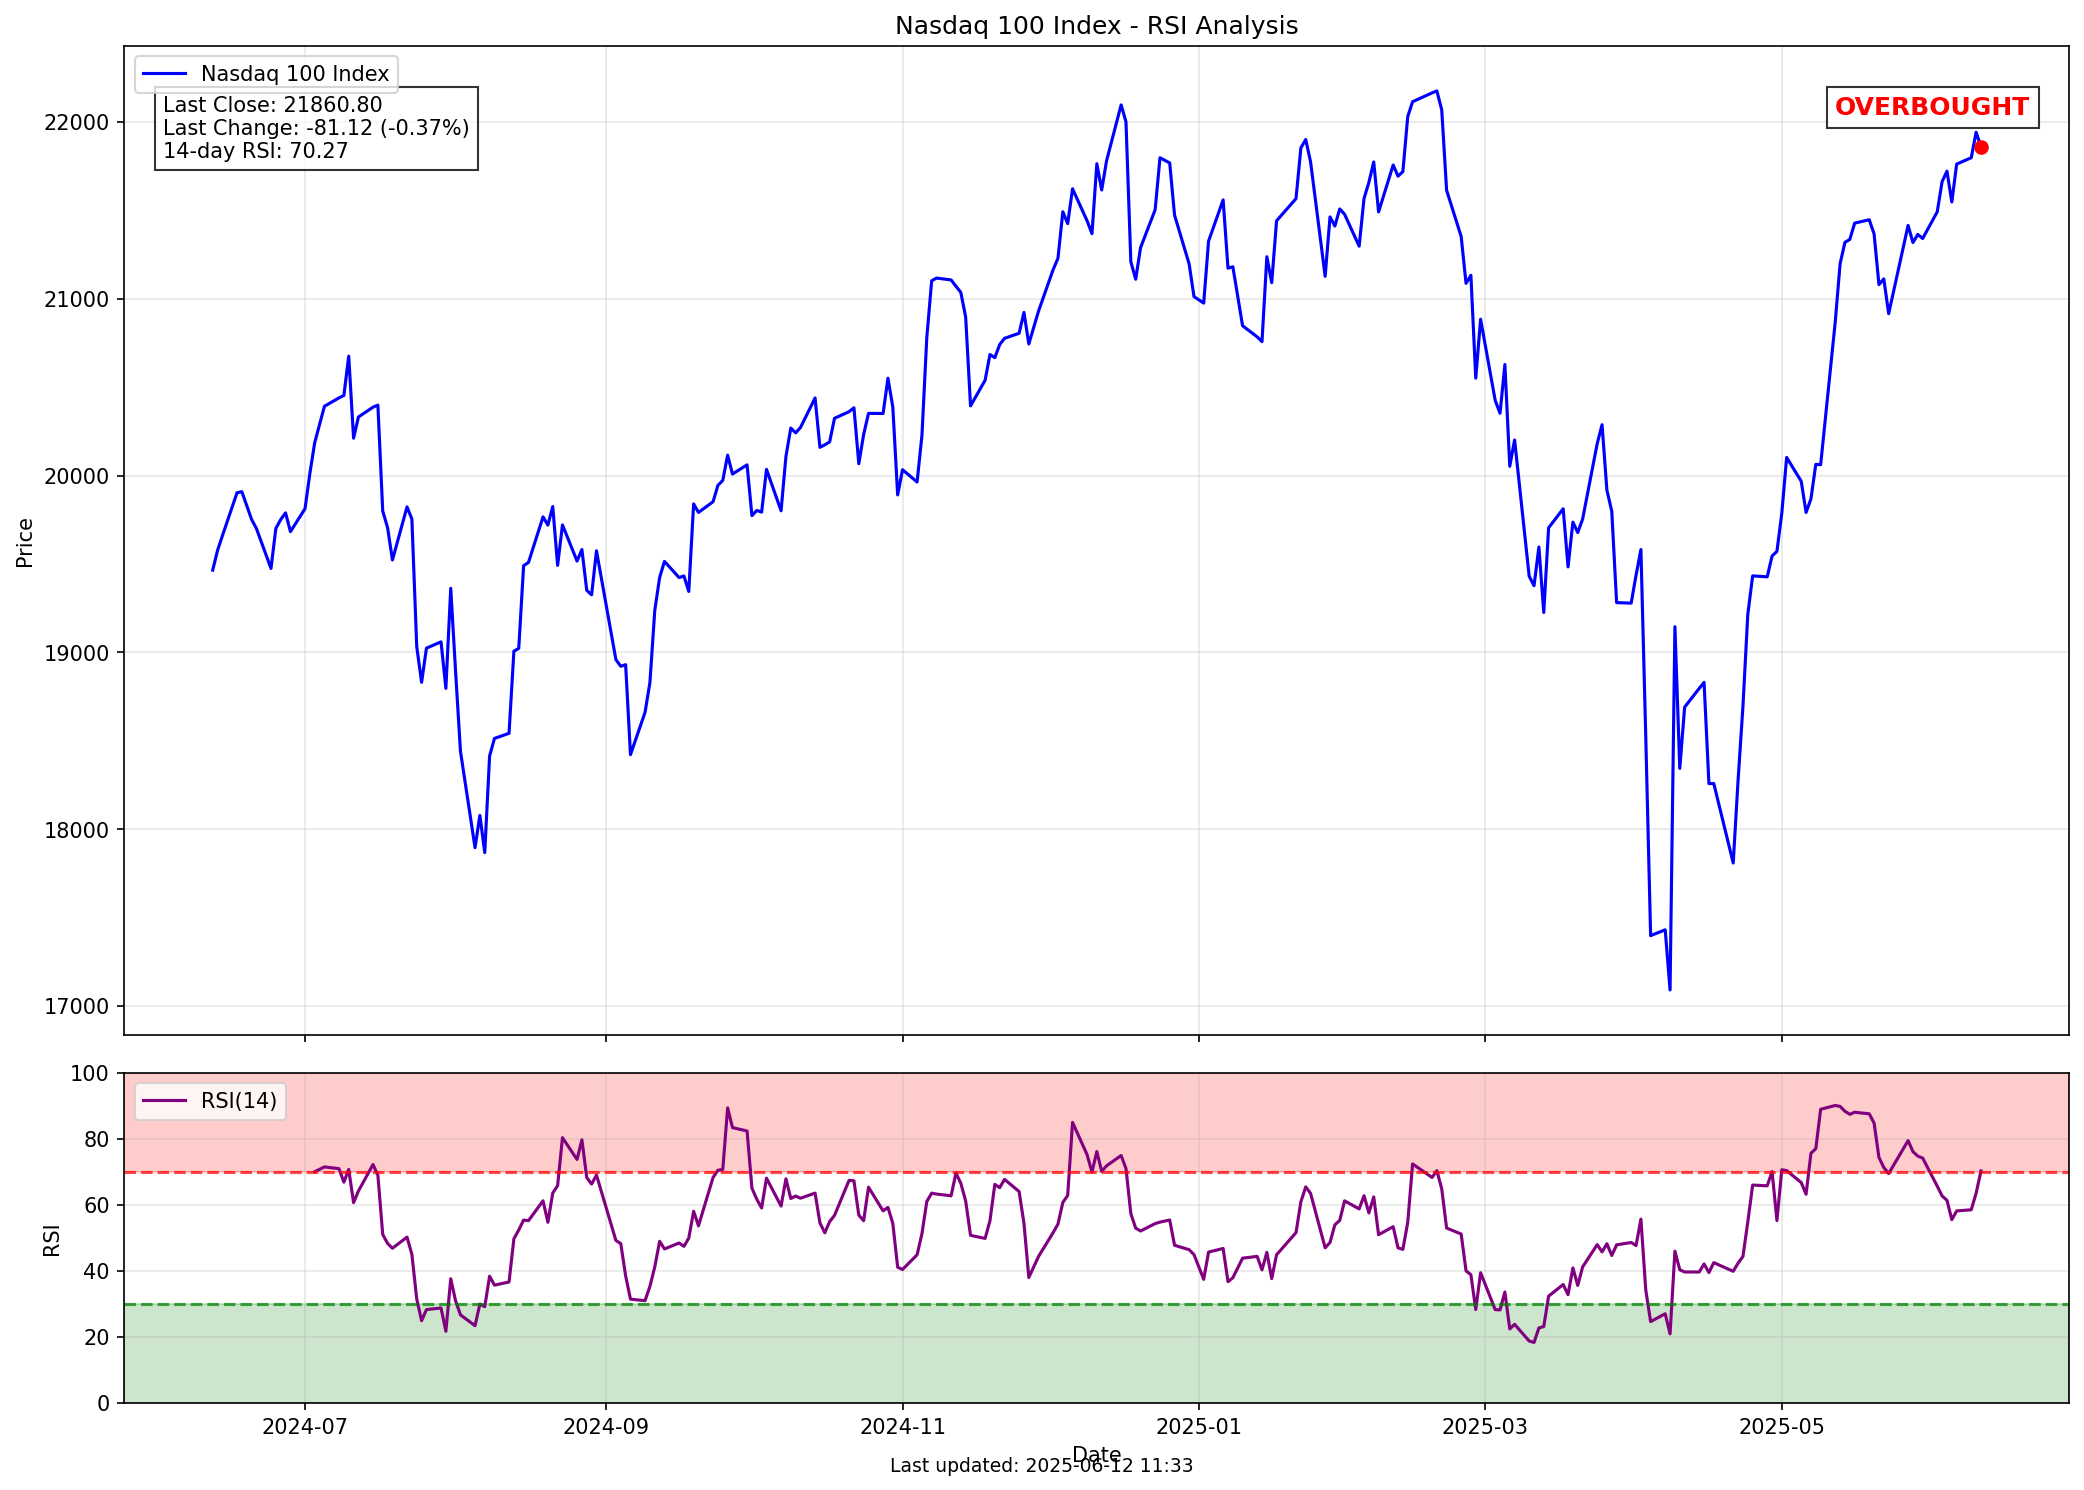 Nasdaq 100 Index - RSI Analysis
Nasdaq 100 Index
Last Close: 21860.80
Last Change: -81.12 (-0.37%)
14-day RSI: 70.27
OVERBOUGHT
Price
22000
21000
20000
19000
18000
17000
RSI(14)
RSI
100
80
60
40
20
0
2024-07
2024-09
2024-11
2025-01
2025-03
2025-05
Date
Last updated: 2025-06-12 11:33